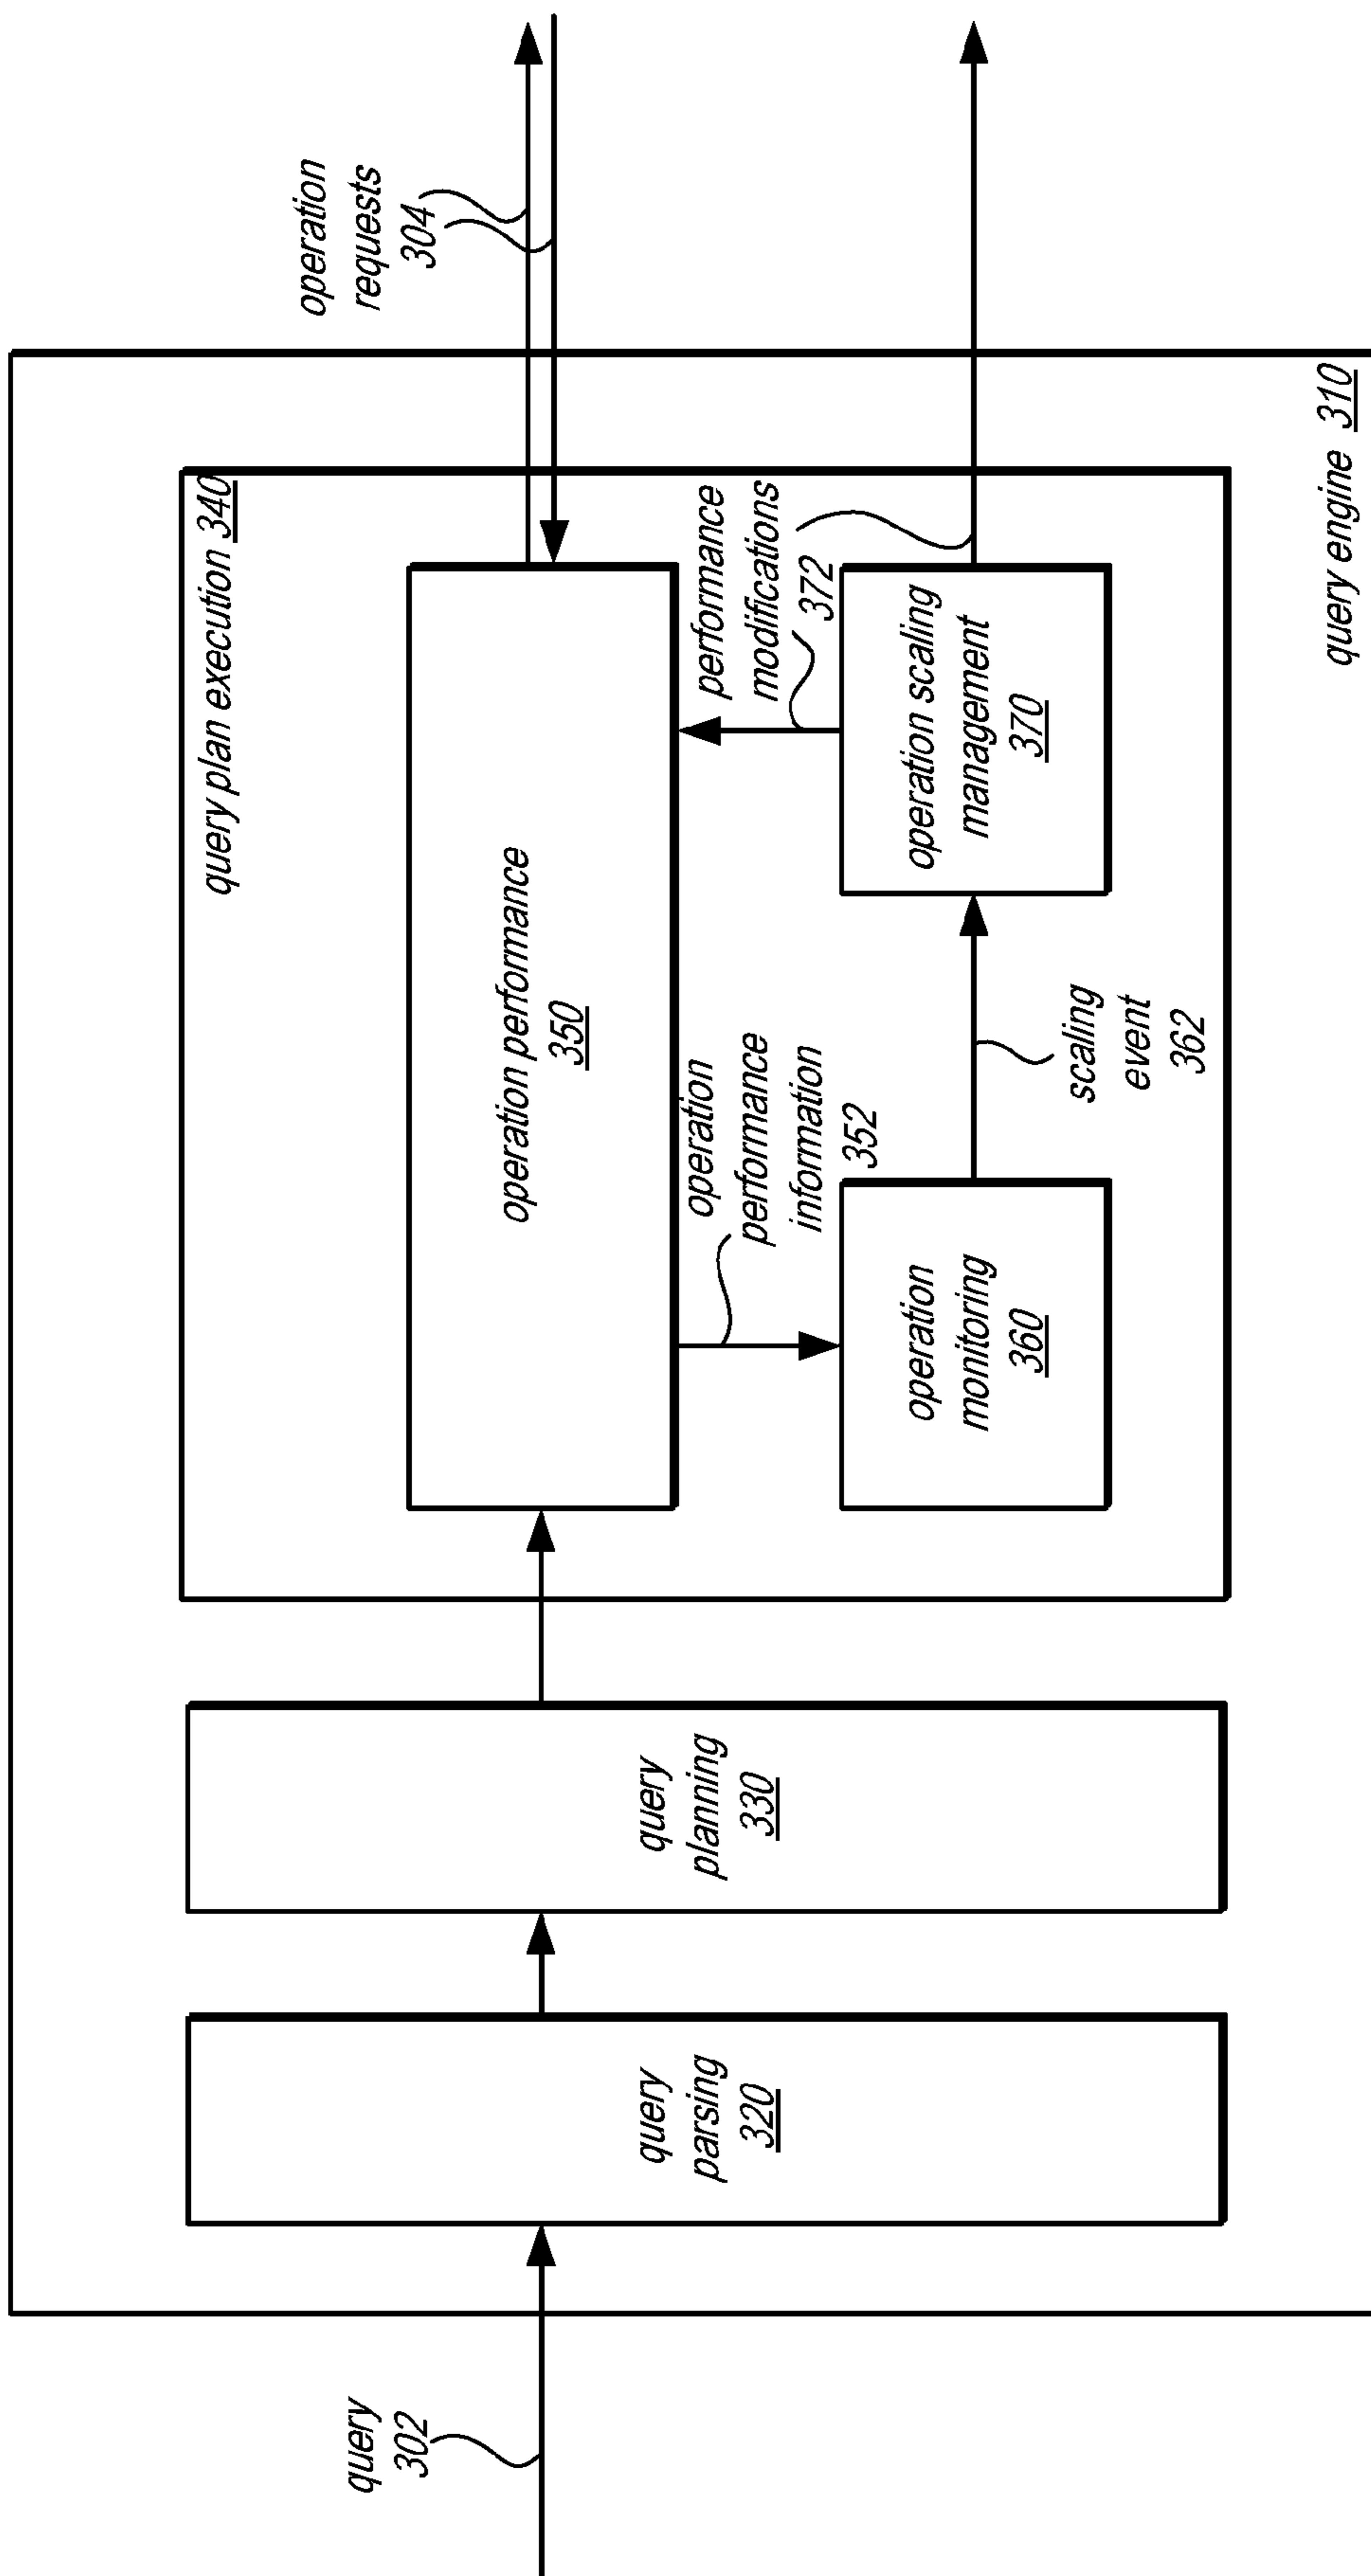 query
302
query
parsing
320
query
planning
330
query plan execution 340
operation performance
350
operation
performance
information
352
operation
monitoring
360
scaling
event
362
performance
modifications
372
operation scaling
management
370
operation
requests
304
query engine 310